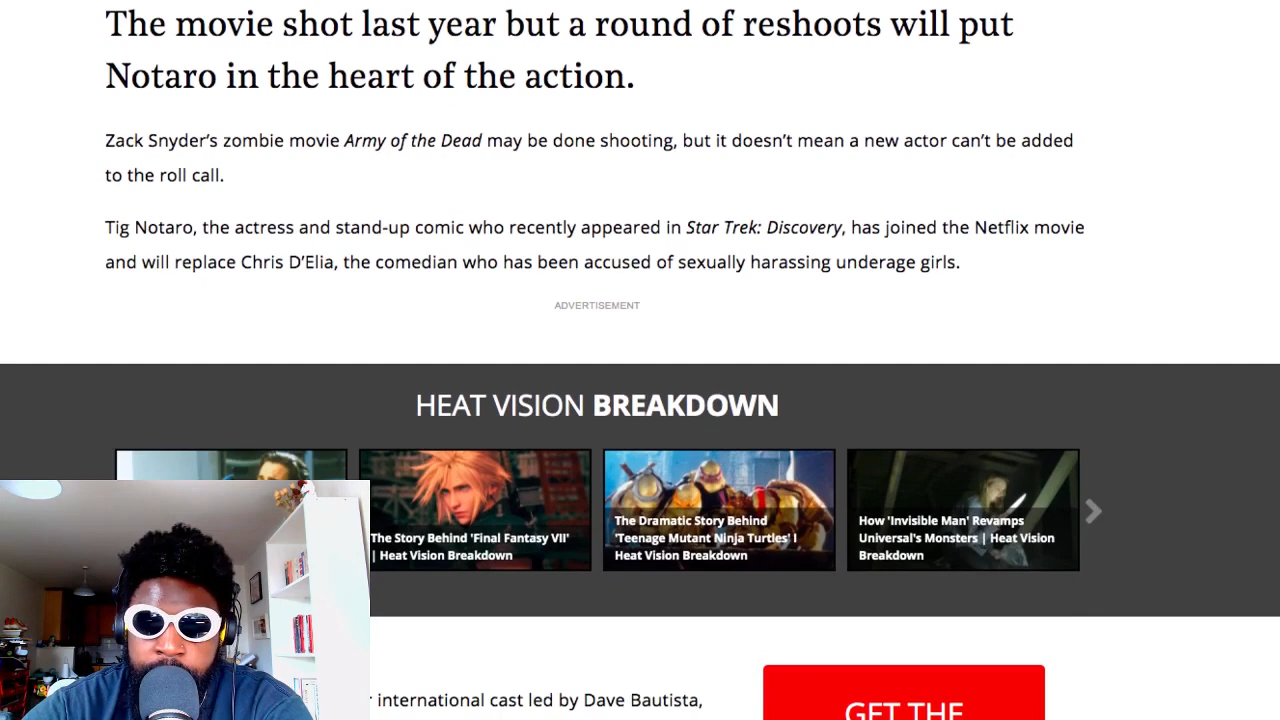 The movie shot last year but a round of reshoots will put
Notaro in the heart of the action.
Zack Snyder’s zombie movie Army of the Dead may be done shooting, but it doesn’t mean a new actor can’t be added
to the roll call.
Tig Notaro, the actress and stand-up comic who recently appeared in Star Trek: Discovery, has joined the Netflix movie
and will replace Chris D’Elia, the comedian who has been accused of sexually harassing underage girls.
ADVERTISEMENT
HEAT VISION BREAKDOWN
The Story Behind 'Final Fantasy VII'
| Heat Vision Breakdown
The Dramatic Story Behind
'Teenage Mutant Ninja Turtles' |
Heat Vision Breakdown
How 'Invisible Man' Revamps
Universal's Monsters | Heat Vision
Breakdown
international cast led by Dave Bautista,
GET THE